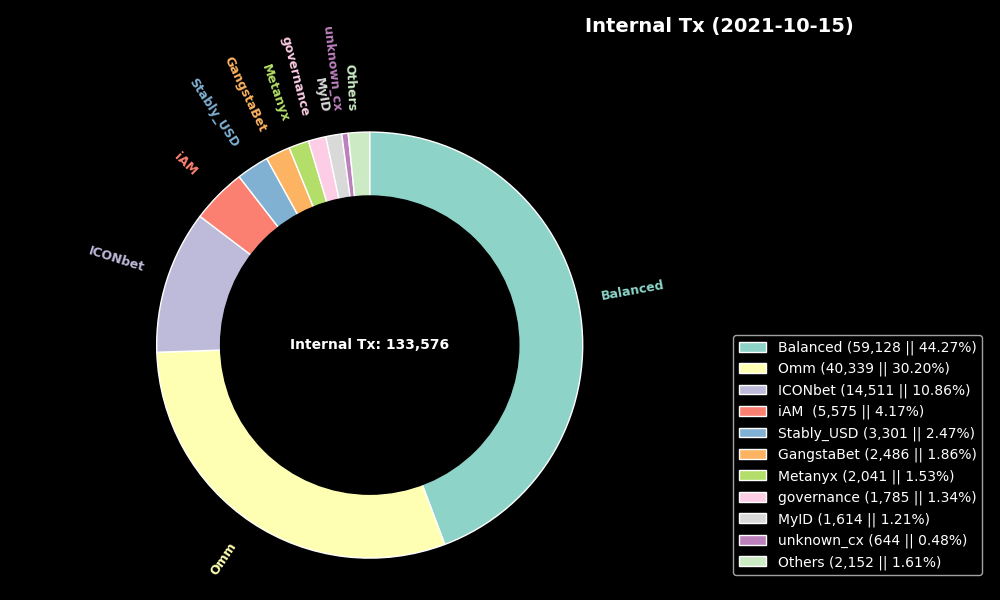 Internal Tx (2021-10-15)
Others
unknown_cx
MyID
governance
Metanyx
GangstaBet
Stably_USD
iAM
ICONbet
Balanced
Omm
Internal Tx: 133,576
Balanced (59,128 || 44.27%)
Omm (40,339 || 30.20%)
ICONbet (14,511 || 10.86%)
iAM  (5,575 || 4.17%)
Stably_USD (3,301 || 2.47%)
GangstaBet (2,486 || 1.86%)
Metanyx (2,041 || 1.53%)
governance (1,785 || 1.34%)
MyID (1,614 || 1.21%)
unknown_cx (644 || 0.48%)
Others (2,152 || 1.61%)